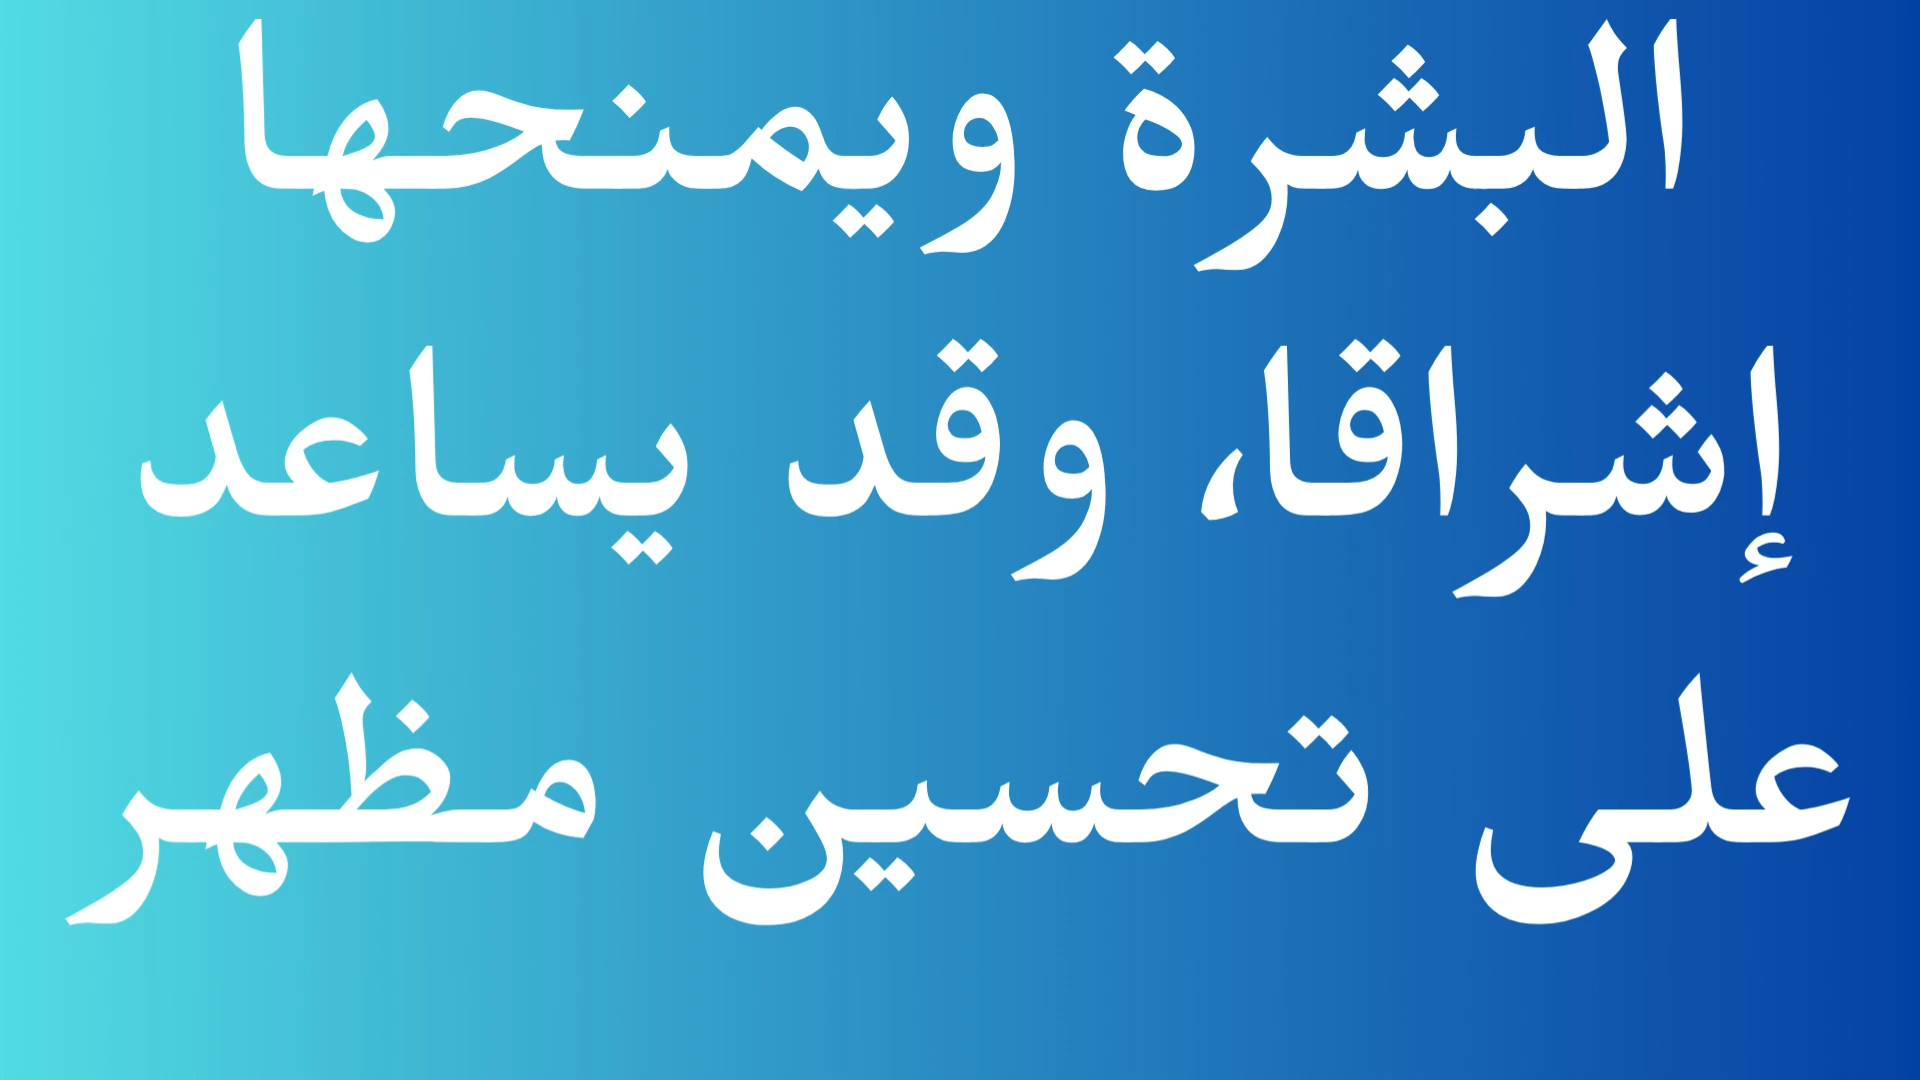 البشرة ويمنحها
إشراقا، وقد يساعد
على تحسين مظهر